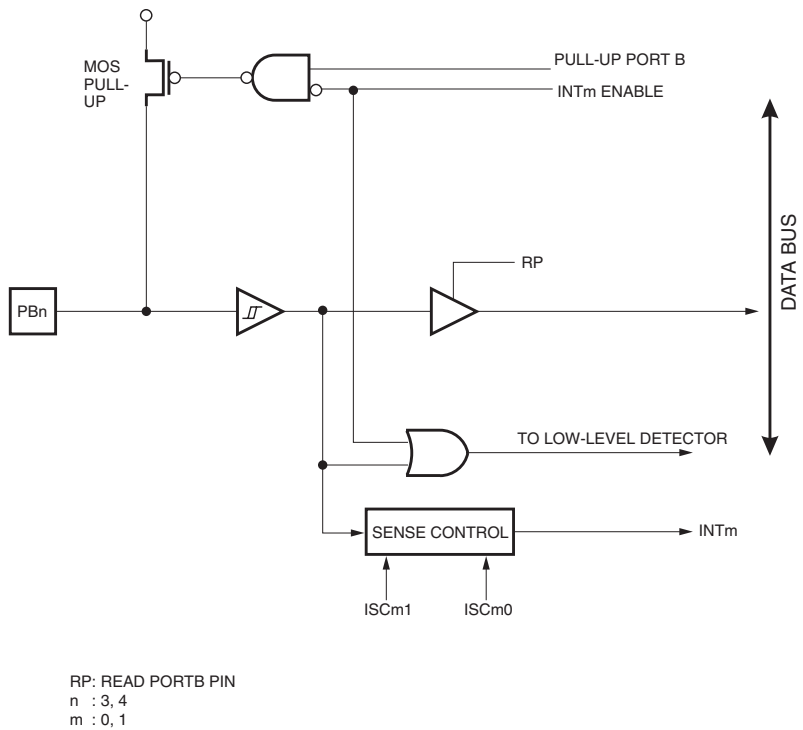 MOS
PULL-
UP
PULL-UP PORT B
INTm ENABLE
RP
DATA BUS
PBn
TO LOW-LEVEL DETECTOR
SENSE CONTROL
INTm
ISCm1
ISCm0
RP: READ PORTB PIN
n : 3, 4
m : 0, 1